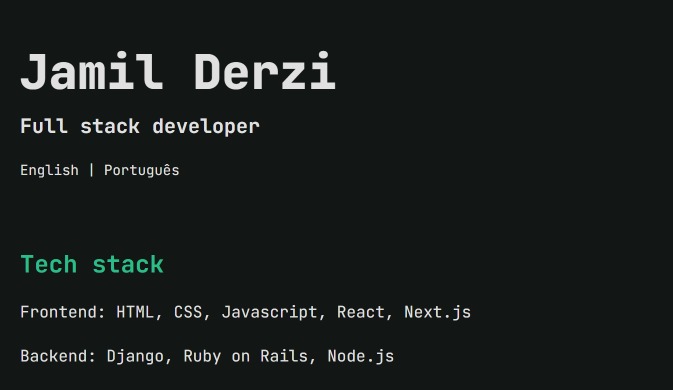 Jamil Derzi
Full stack developer
English | Português
Tech stack
Frontend: HTML, CSS, Javascript, React, Next.js
Backend: Django, Ruby on Rails, Node.js